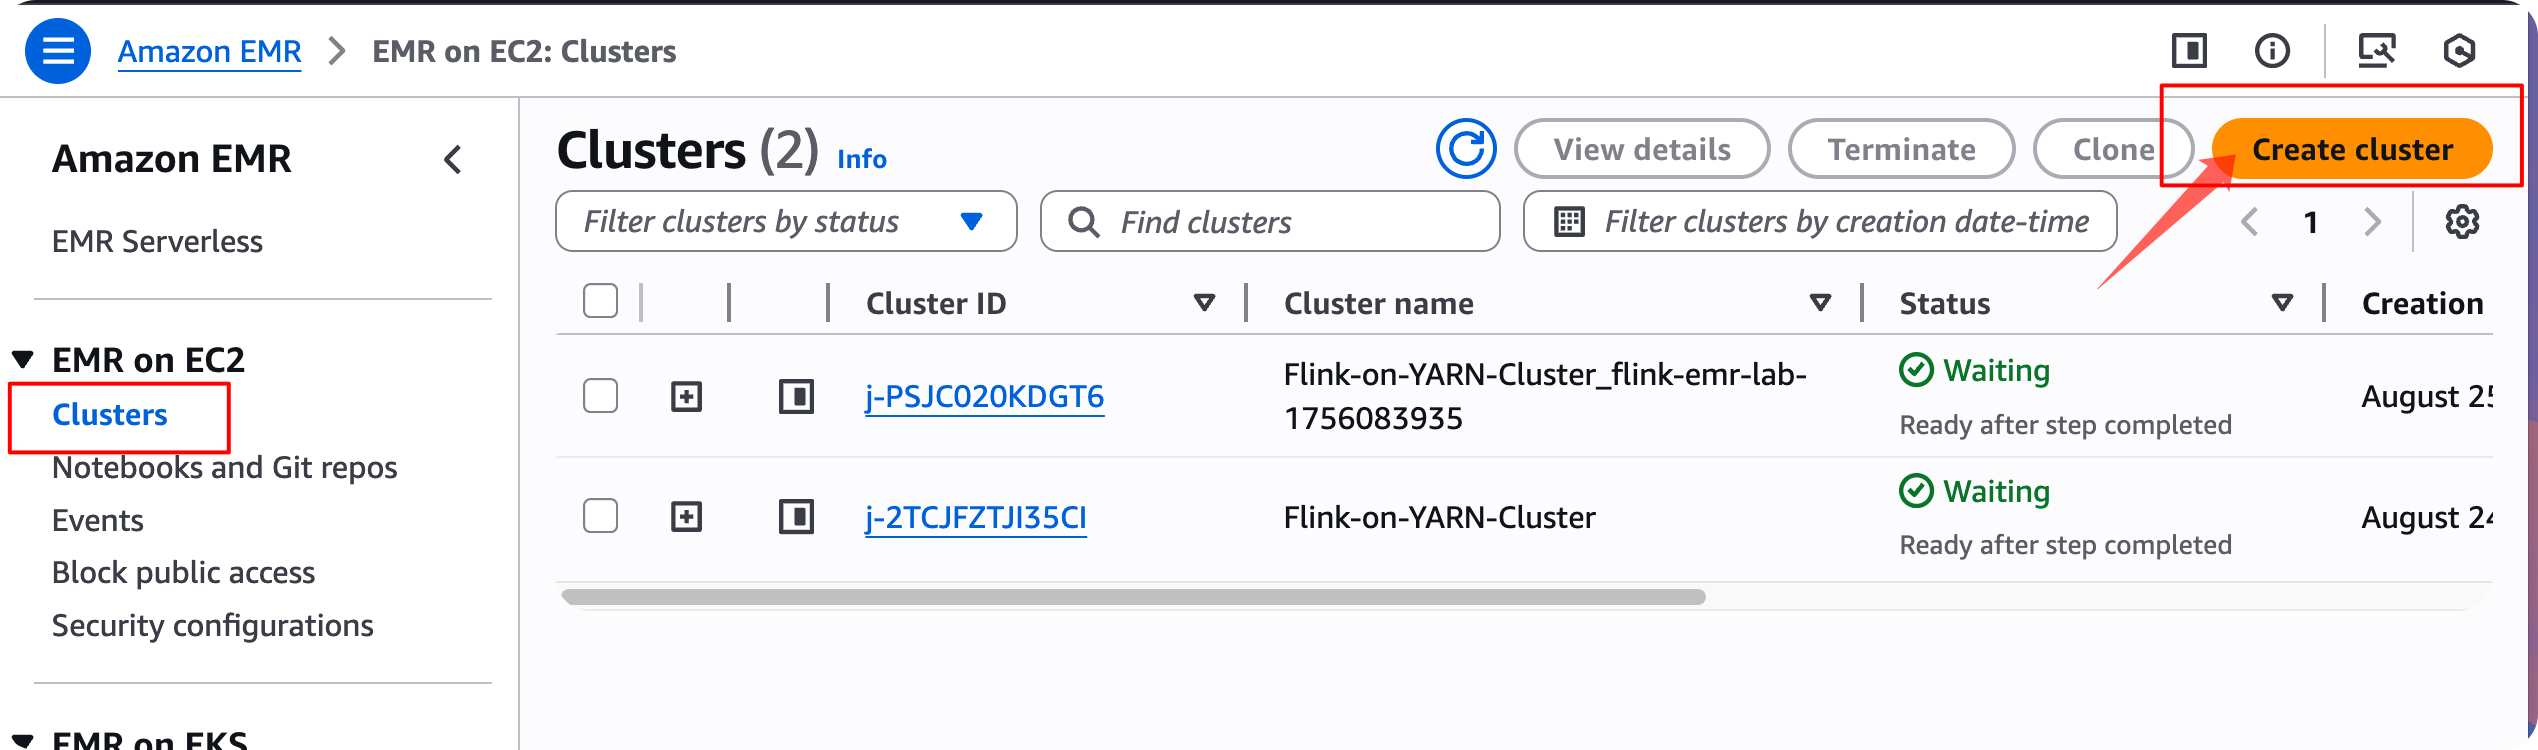 Amazon EMR > EMR on EC2: Clusters
Amazon EMR
EMR Serverless
EMR on EC2
Clusters
Notebooks and Git repos
Events
Block public access
Security configurations
EMR on EKS
Clusters (2) Info
View details
Terminate
Clone
Create cluster
Filter clusters by status
Find clusters
Filter clusters by creation date-time
1
Cluster ID
Cluster name
Status
Creation
j-PSJC020KDGT6
Flink-on-YARN-Cluster_flink-emr-lab-
1756083935
Waiting
Ready after step completed
August 25
j-2TCJFZTJI35CI
Flink-on-YARN-Cluster
Waiting
Ready after step completed
August 24